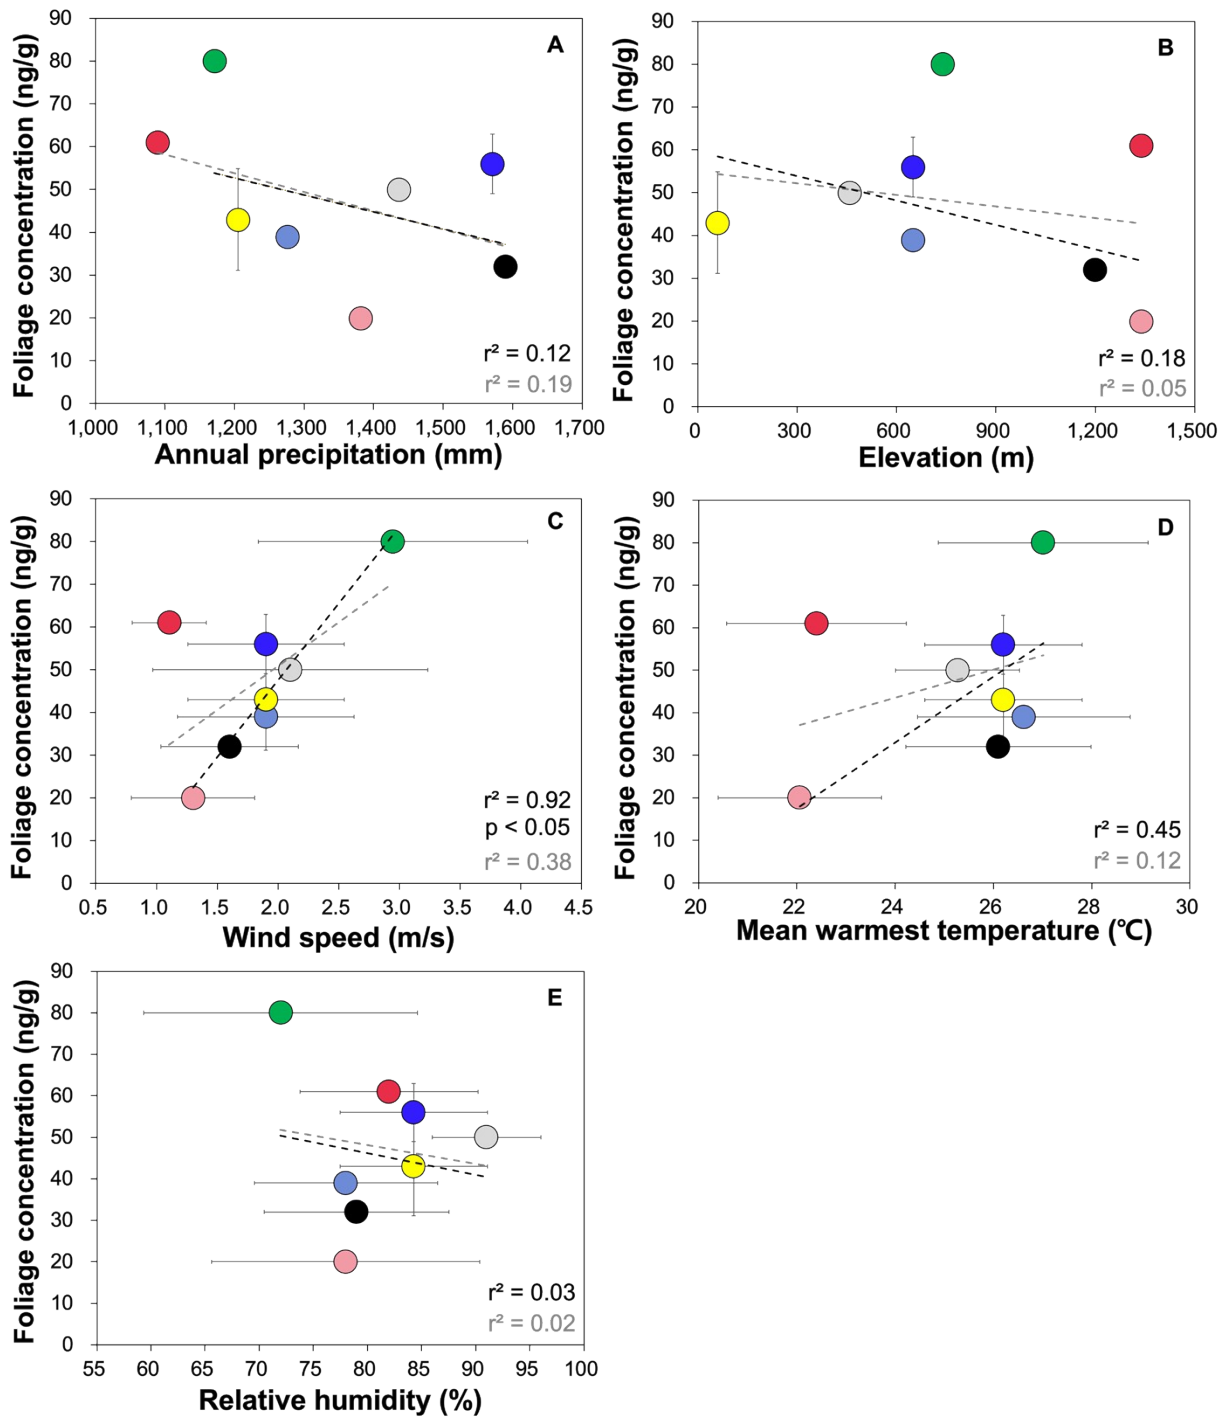 Foliage concentration (ng/g)
90
80
70
60
50
40
30
20
10
0
A
r² = 0.12
r² = 0.19
1,000 1,100 1,200 1,300 1,400 1,500 1,600 1,700
Annual precipitation (mm)
Foliage concentration (ng/g)
90
80
70
60
50
40
30
20
10
0
B
r² = 0.18
r² = 0.05
0 300 600 900 1,200 1,500
Elevation (m)
Foliage concentration (ng/g)
90
80
70
60
50
40
30
20
10
0
C
r² = 0.92
p < 0.05
r² = 0.38
0.5 1.0 1.5 2.0 2.5 3.0 3.5 4.0 4.5
Wind speed (m/s)
Foliage concentration (ng/g)
90
80
70
60
50
40
30
20
10
0
D
r² = 0.45
r² = 0.12
20 22 24 26 28 30
Mean warmest temperature (℃)
Foliage concentration (ng/g)
90
80
70
60
50
40
30
20
10
0
E
r² = 0.03
r² = 0.02
55 60 65 70 75 80 85 90 95 100
Relative humidity (%)